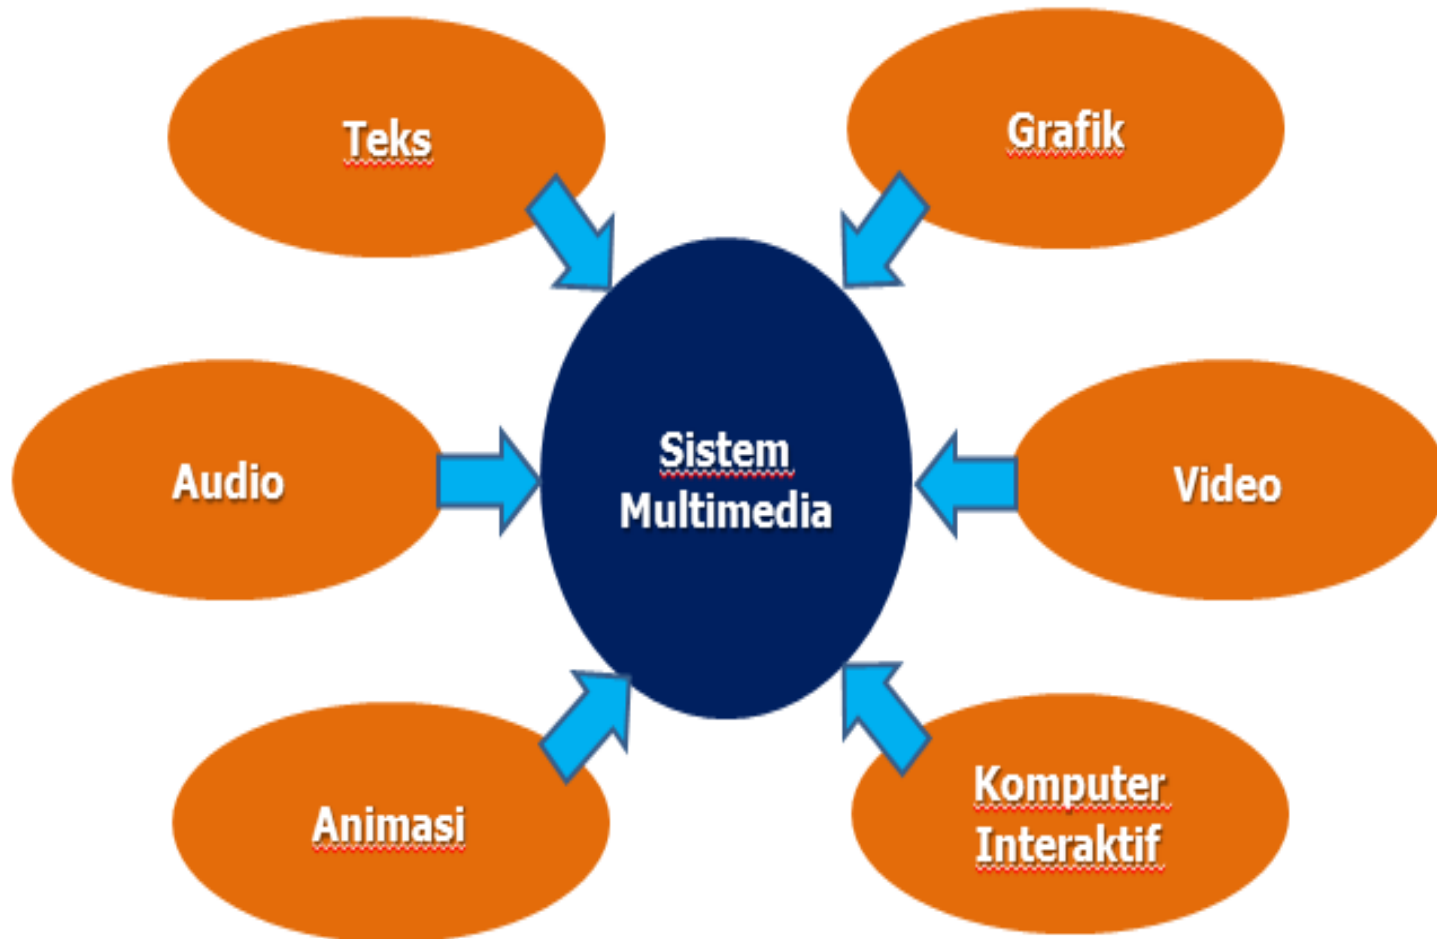 Teks
Grafik
Sistem
Multimedia
Audio
Video
Animasi
Komputer
Interaktif